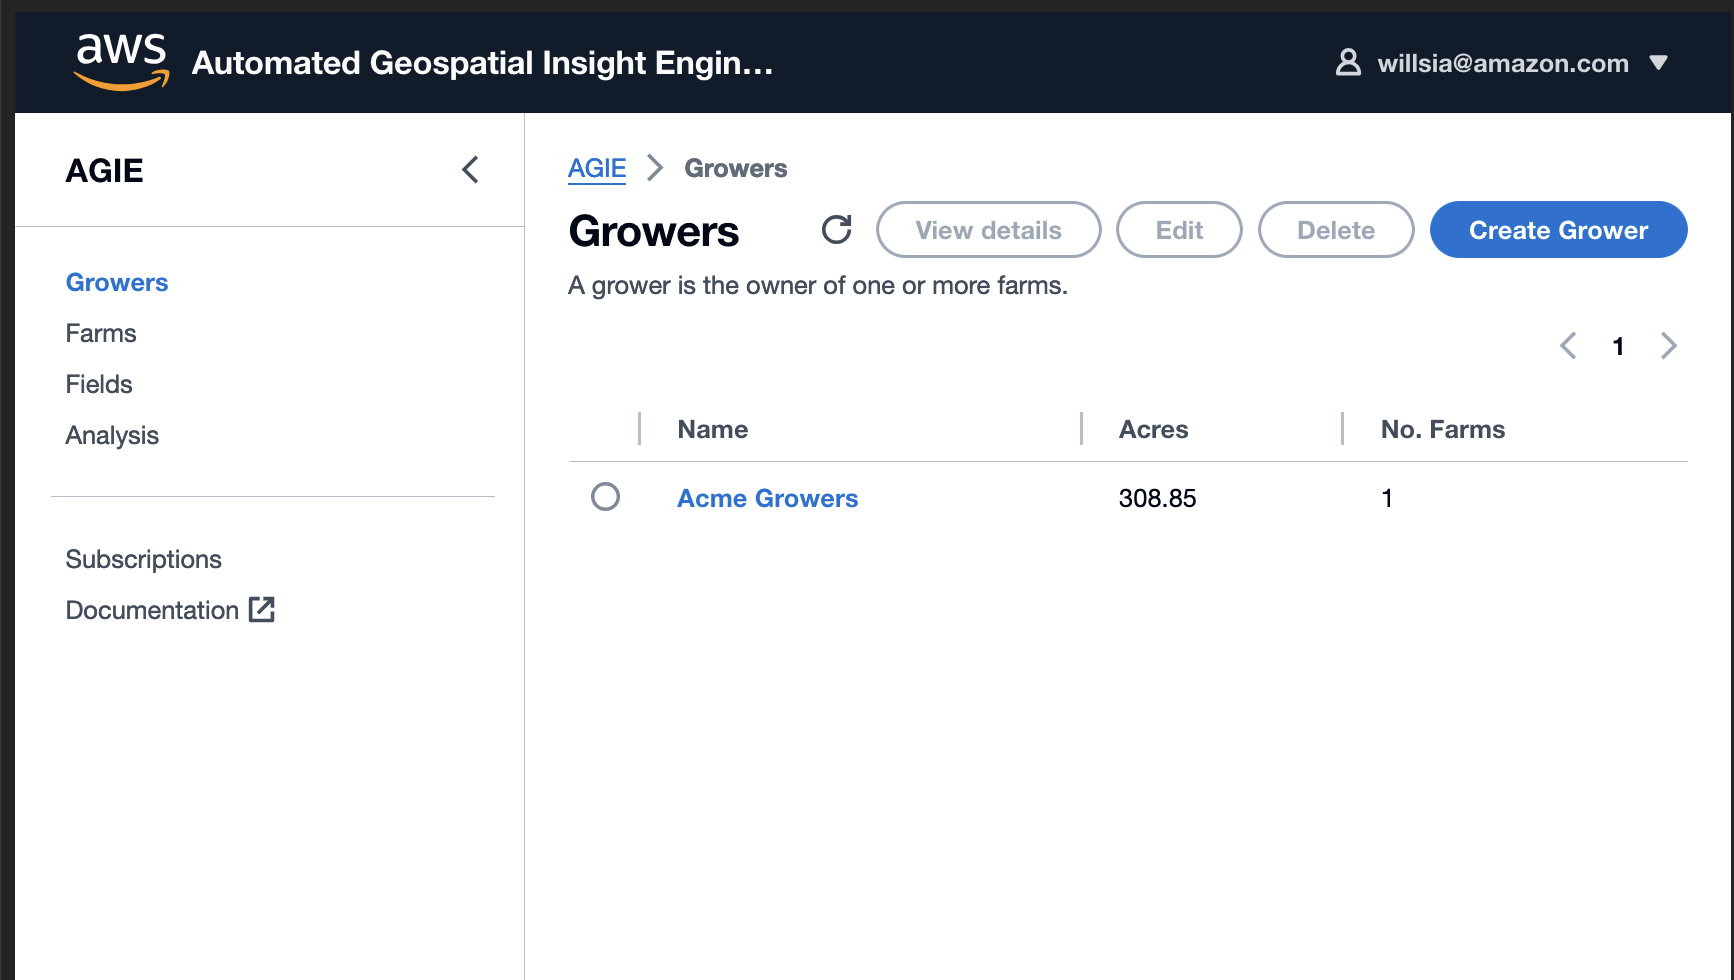 aws
Automated Geospatial Insight Engin...
willsia@amazon.com
AGIE
Growers
Farms
Fields
Analysis
Subscriptions
Documentation
AGIE > Growers
Growers
View details
Edit
Delete
Create Grower
A grower is the owner of one or more farms.
1
Name Acres No. Farms
Acme Growers 308.85 1